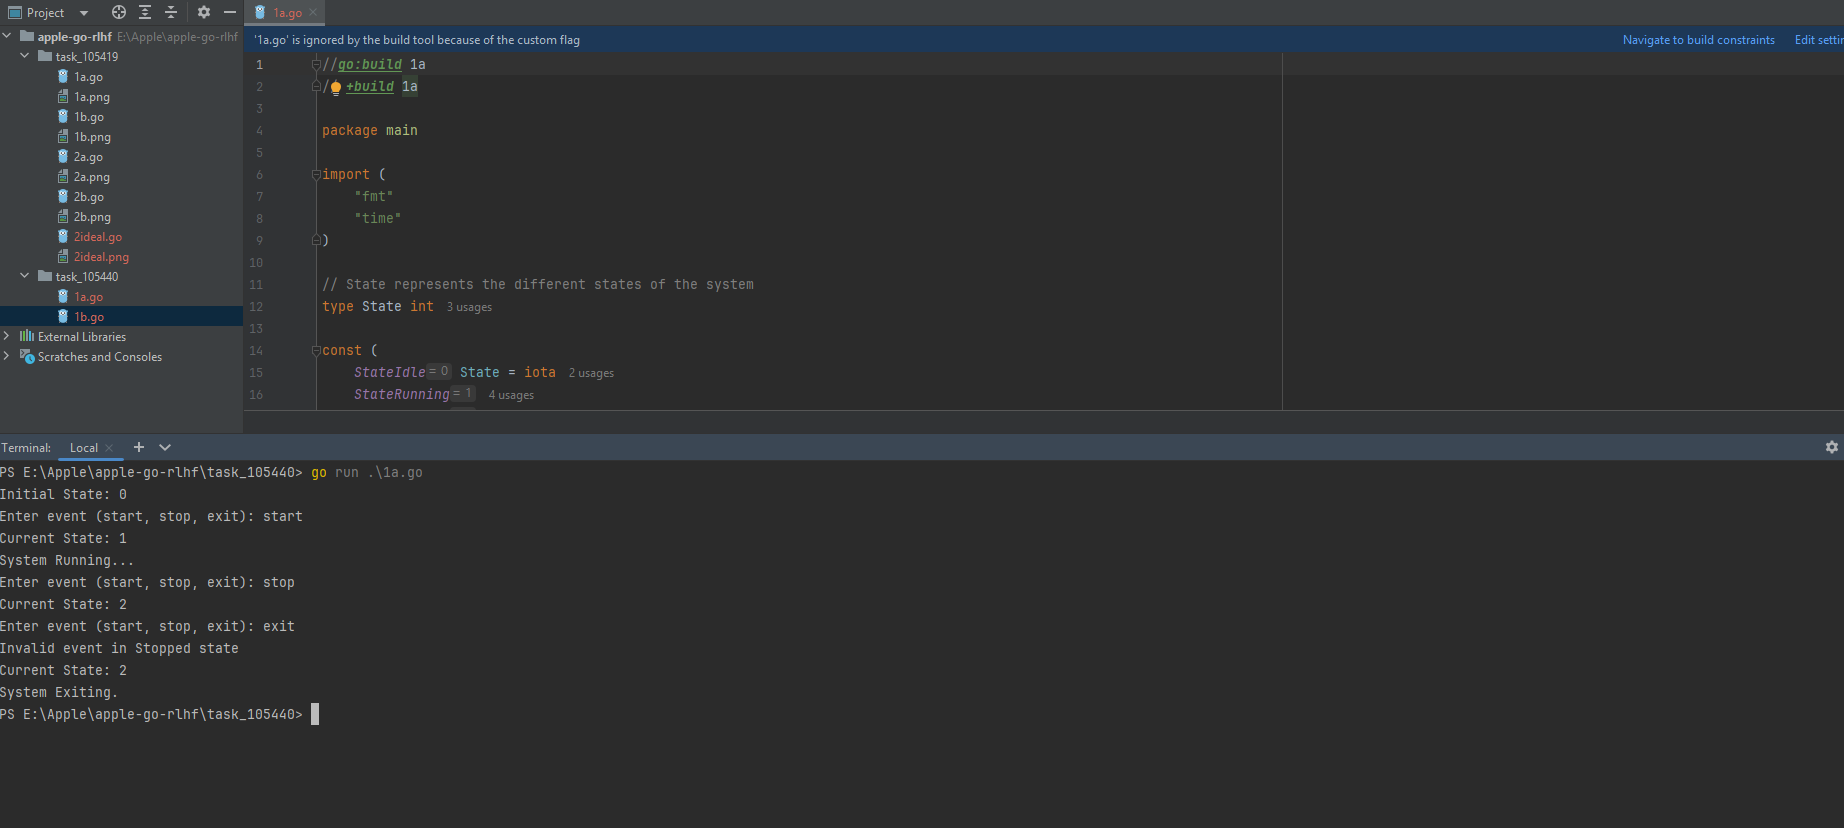 Project
1a.go
apple-go-rlhf E:\Apple\apple-go-rlhf
task_105419
1a.go
1a.png
1b.go
1b.png
2a.go
2a.png
2b.go
2b.png
2ideal.go
2ideal.png
task_105440
1a.go
1b.go
External Libraries
Scratches and Consoles
'1a.go' is ignored by the build tool because of the custom flag
Navigate to build constraints Edit setti
1 //go:build 1a
2 / +build 1a
3
4 package main
5
6 import (
7 "fmt"
8 "time"
9 )
10
11 // State represents the different states of the system
12 type State int 3 usages
13
14 const (
15 StateIdle = 0 State = iota 2 usages
16 StateRunning = 1 4 usages
Terminal: Local
PS E:\Apple\apple-go-rlhf\task_105440> go run .\1a.go
Initial State: 0
Enter event (start, stop, exit): start
Current State: 1
System Running...
Enter event (start, stop, exit): stop
Current State: 2
Enter event (start, stop, exit): exit
Invalid event in Stopped state
Current State: 2
System Exiting.
PS E:\Apple\apple-go-rlhf\task_105440>